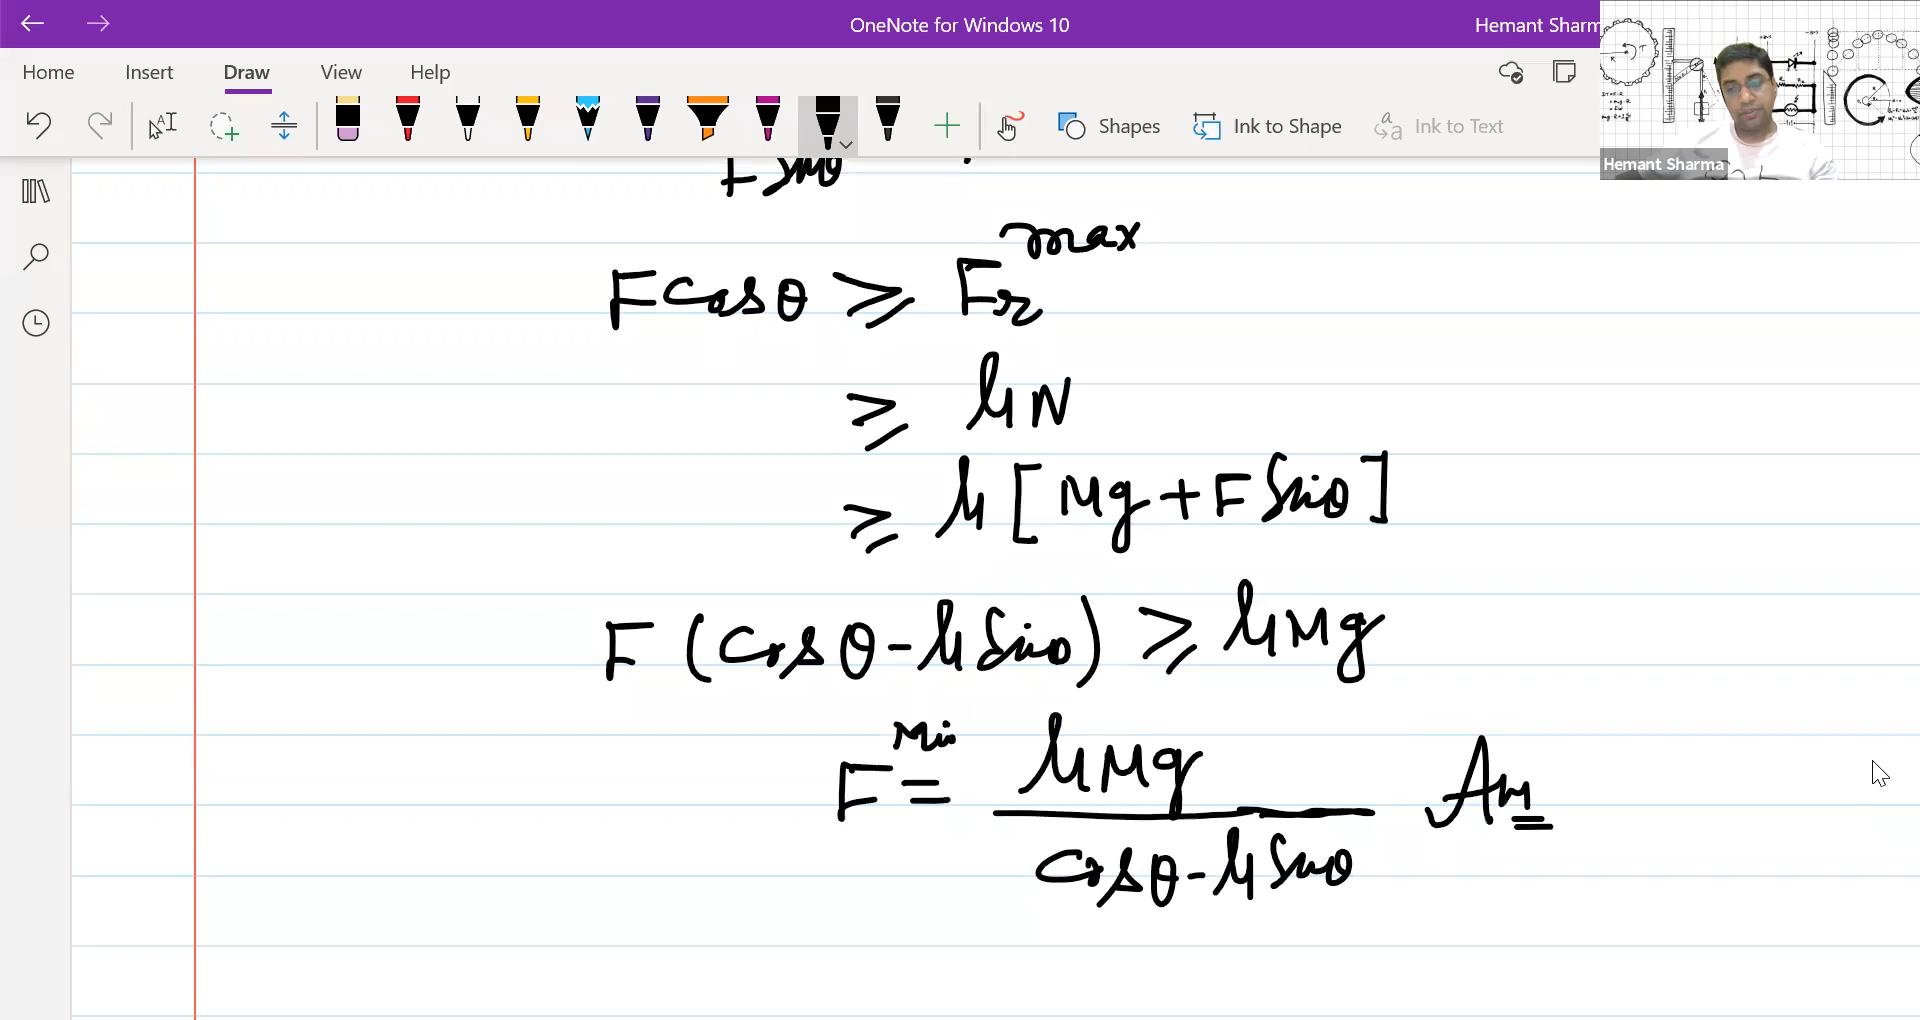 OneNote for Windows 10
Hemant Sharm
Home Insert Draw View Help
Shapes Ink to Shape Ink to Text
Hemant Sharma
F Sinθ
F Cosθ ≥ Fr^max
≥ μN
≥ μ[Mg + F Sinθ]
F (Cosθ - μ Sinθ) ≥ μMg
F^Min = μMg Ans
Cosθ - μ Sinθ